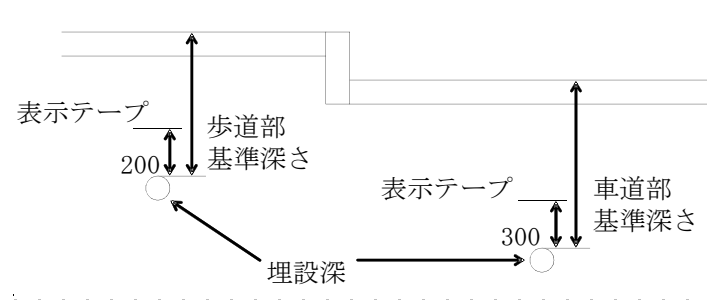 表示テープ
歩道部
基準深さ
200
表示テープ
車道部
基準深さ
300
埋設深